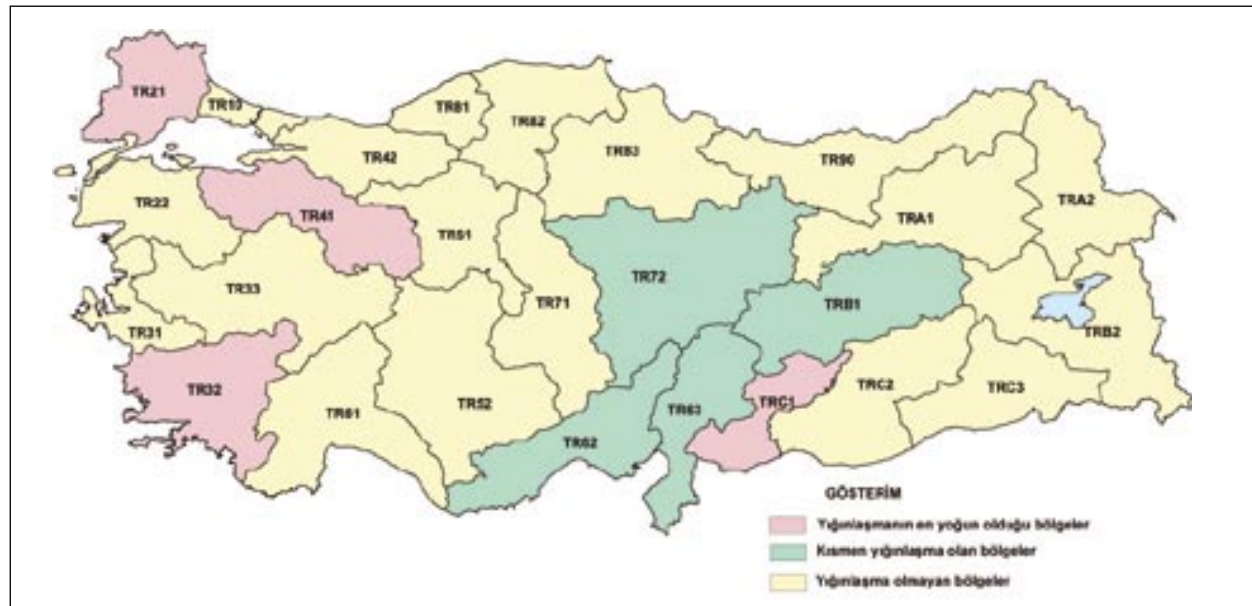 TR21
TR10
TR81
TR82
TR42
TR83
TR90
TRA2
TR22
TR41
TRA1
TR51
TR72
TR33
TR71
TRB1
TR31
TRB2
TR32
TRC2
TRC3
TR52
TRC1
TR61
TR63
TR62
GÖSTERİM
Yığınlaşmanın en yoğun olduğu bölgeler
Kısmen yığınlaşma olan bölgeler
Yığınlaşma olmayan bölgeler